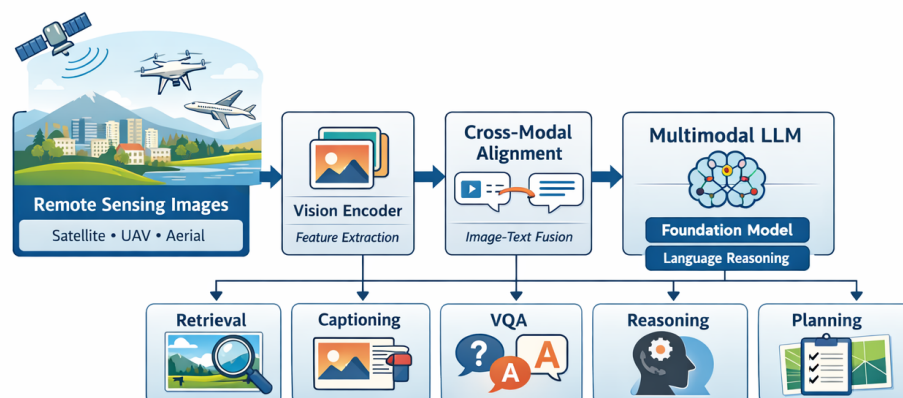 Remote Sensing Images
Satellite • UAV • Aerial
Vision Encoder
Feature Extraction
Cross-Modal
Alignment
Image-Text Fusion
Multimodal LLM
Foundation Model
Language Reasoning
Retrieval
Captioning
VQA
?
A
A
Reasoning
Planning